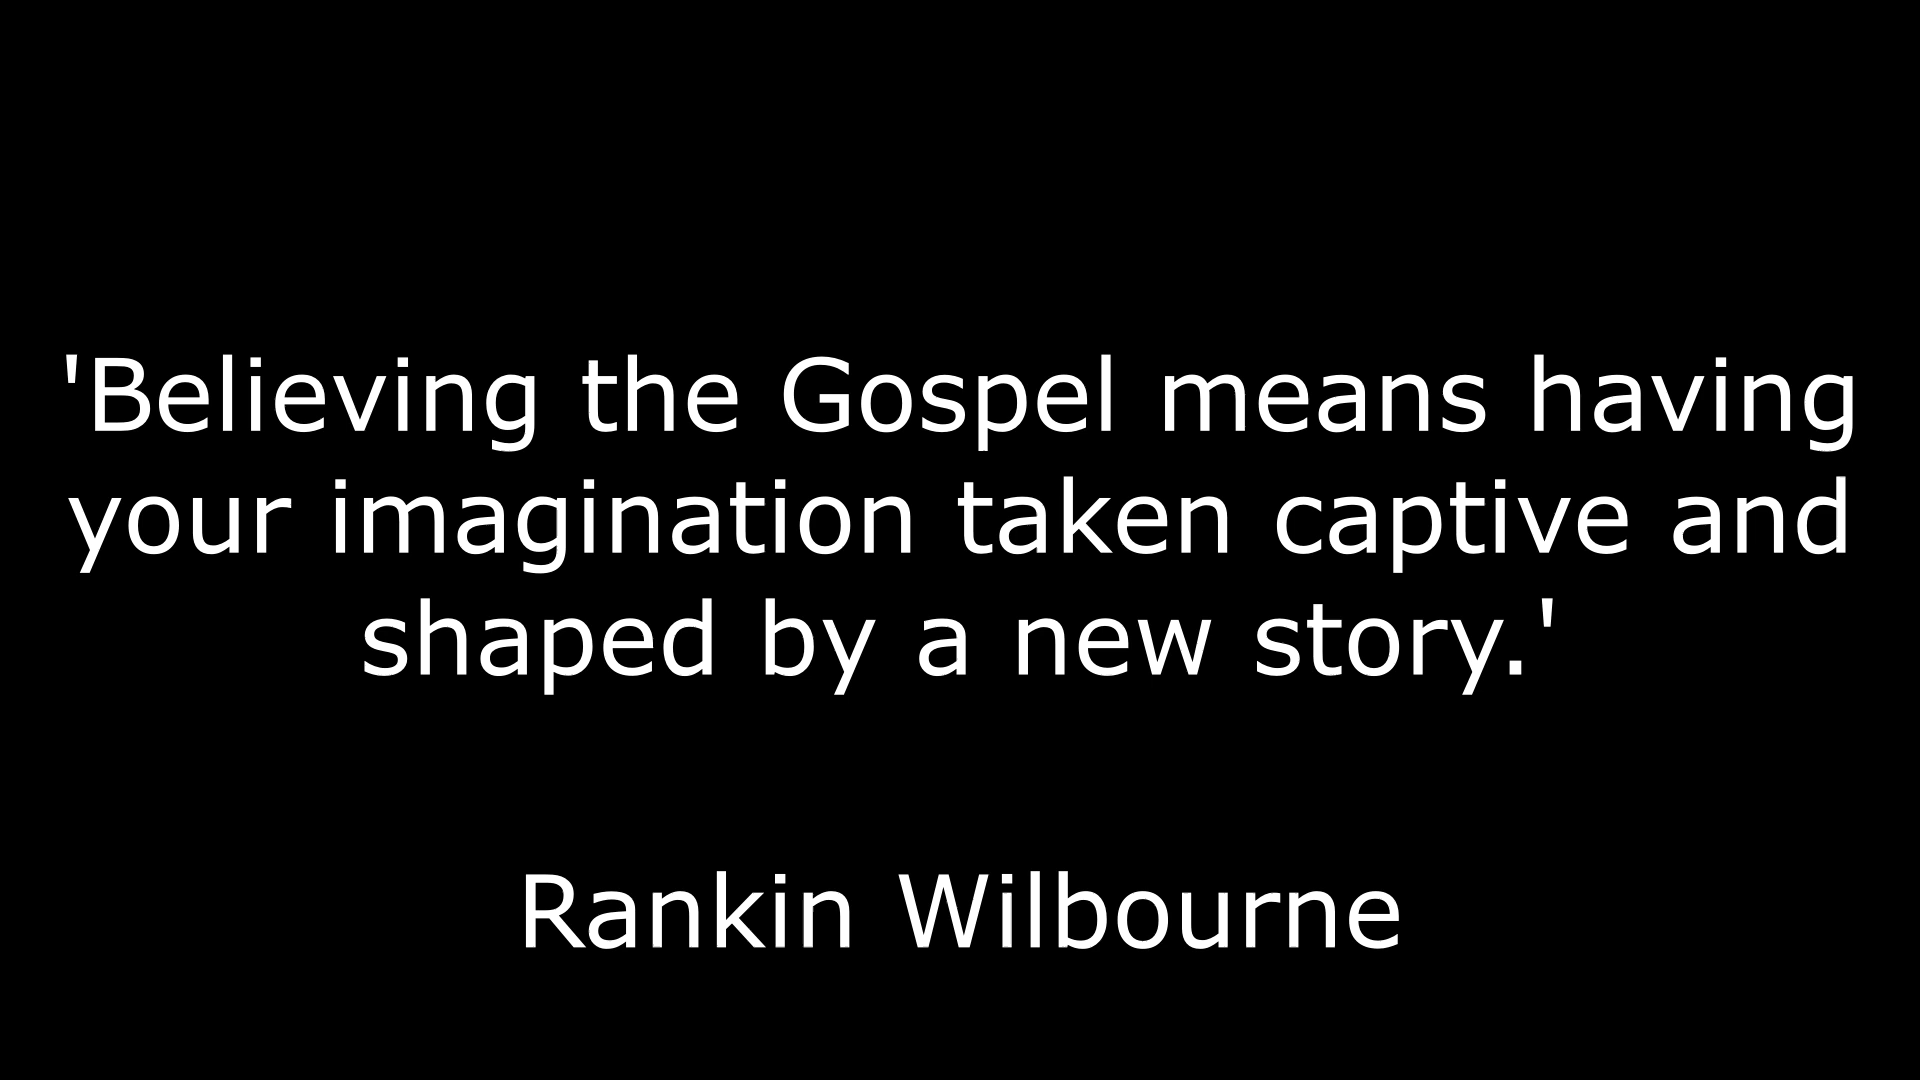 'Believing the Gospel means having
your imagination taken captive and
shaped by a new story.'
Rankin Wilbourne